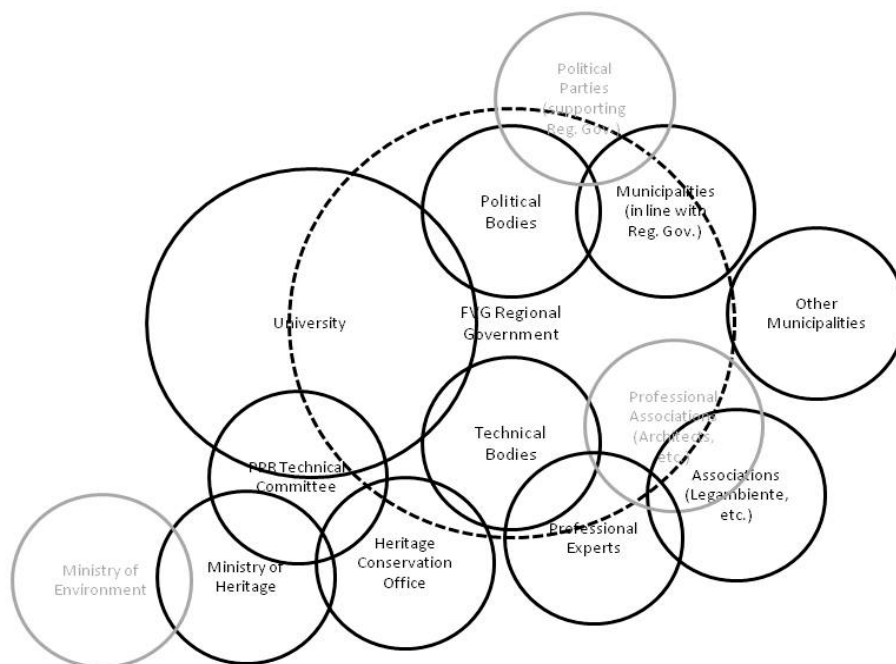 Political
Parties
(supporting
Reg. Gov.)
Political
Bodies
Municipalities
(in line with
Reg. Gov.)
University
FVG Regional
Government
Other
Municipalities
Professional
Associations
(Architects,
etc.)
Technical
Bodies
PPR Technical
Committee
Associations
(Legambiente,
etc.)
Professional
Experts
Heritage
Conservation
Office
Ministry of
Heritage
Ministry of
Environment